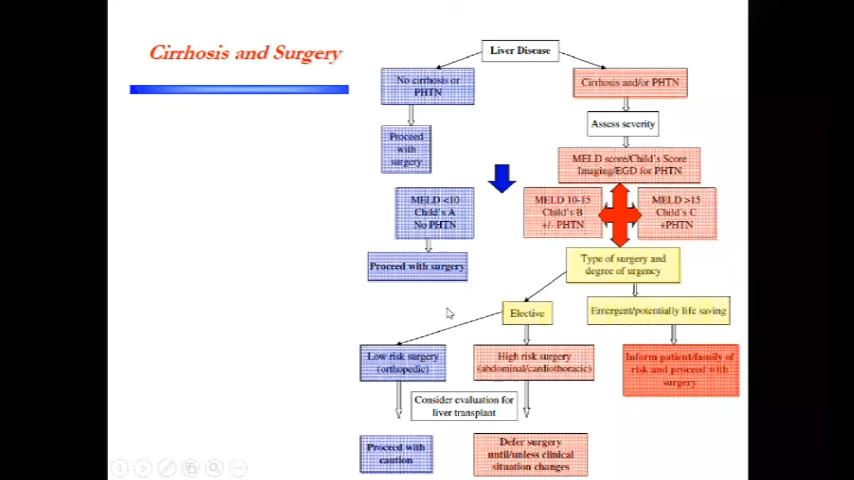 Cirrhosis and Surgery
Liver Disease
No cirrhosis or
PHTN
Cirrhosis and/or PHTN
Assess severity
Proceed
with
surgery
MELD score/Child's Score
Imaging/EGD for PHTN
MELD <10
Child's A
No PHTN
MELD 10-15
Child's B
+/- PHTN
MELD >15
Child's C
+PHTN
Proceed with surgery
Type of surgery and
degree of urgency
Elective
Emergent/potentially life saving
Low risk surgery
(orthopedic)
High risk surgery
(abdominal/cardiothoracic)
Inform patient/family of
risk and proceed with
surgery
Consider evaluation for
liver transplant
Proceed with
caution
Defer surgery
until/unless clinical
situation changes